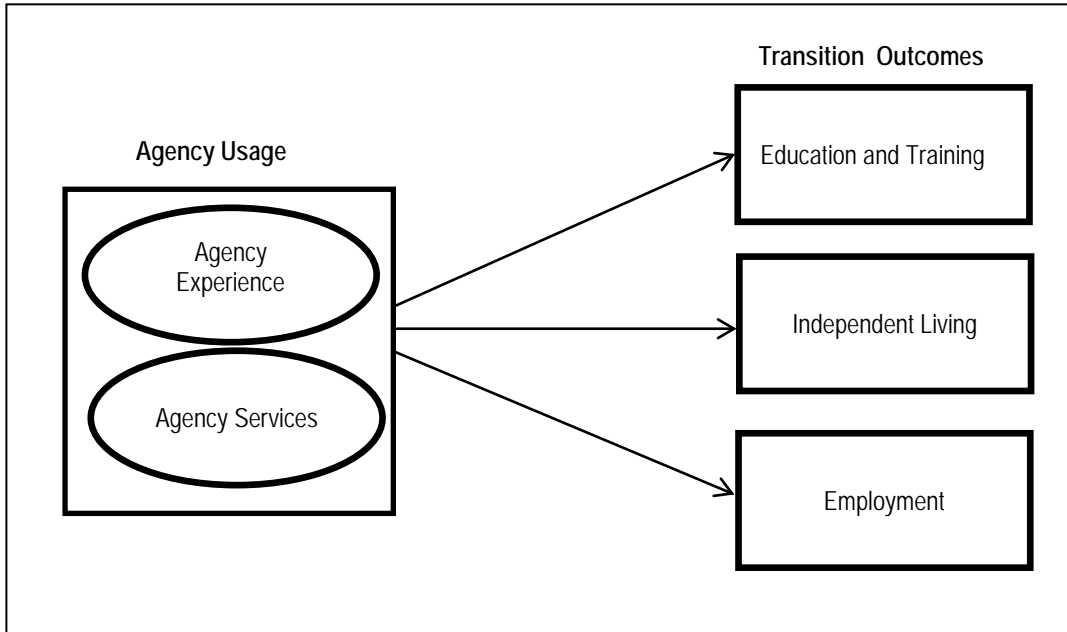 Transition Outcomes
Agency Usage
Education and Training
Agency
Experience
Independent Living
Agency Services
Employment